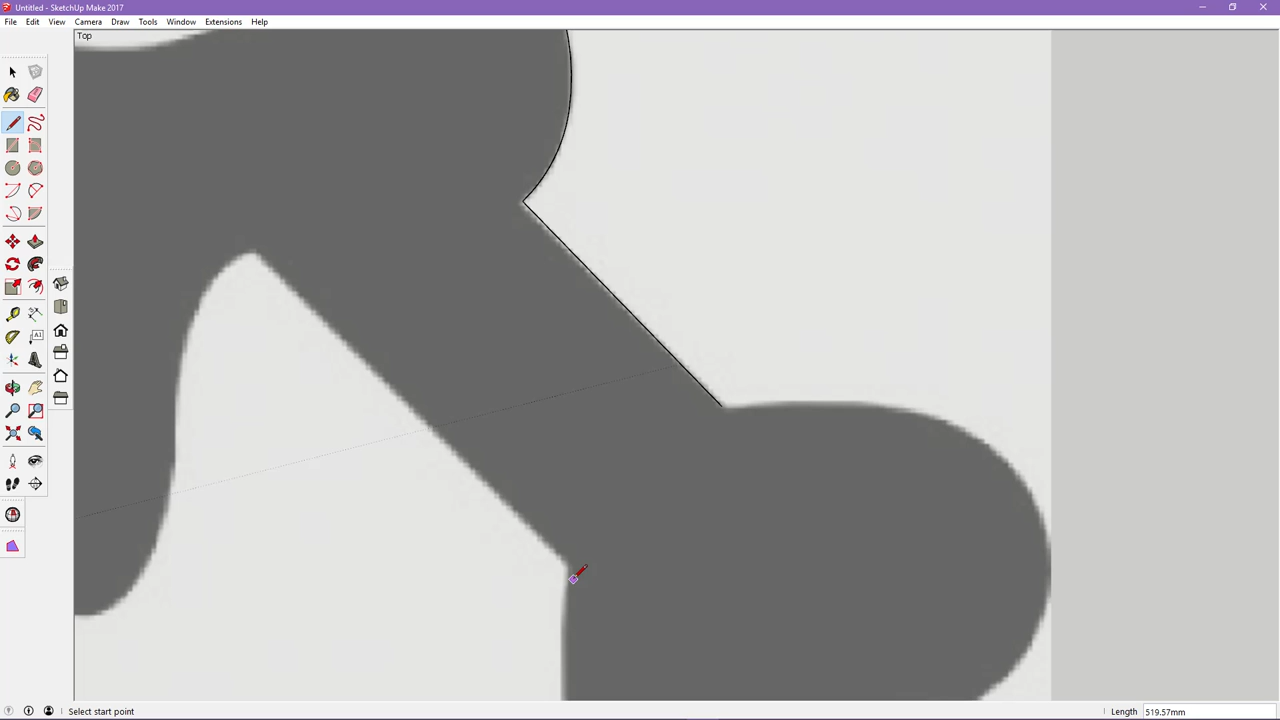 Untitled - SketchUp Make 2017
File Edit View Camera Draw Tools Window Extensions Help
Top
A1
Select start point
Length 519.57mm